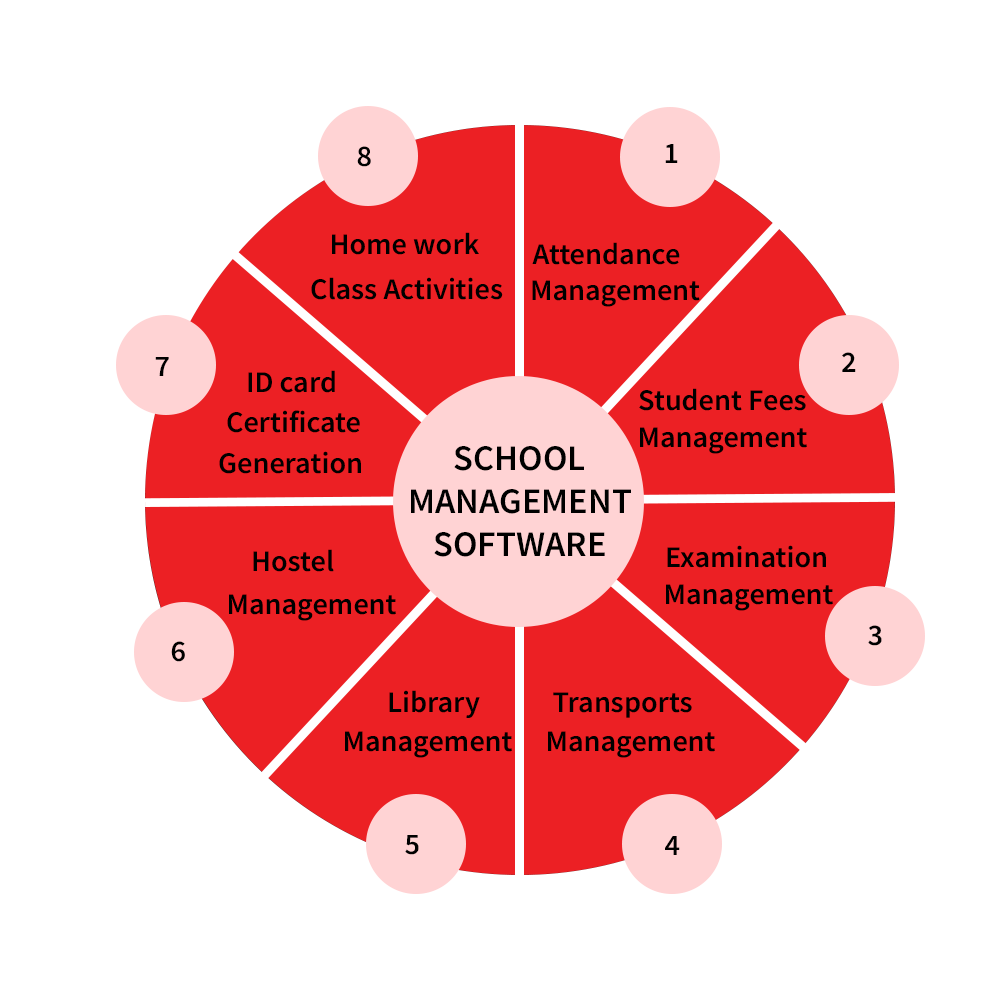 SCHOOL
MANAGEMENT
SOFTWARE
1
Attendance
Management
2
Student Fees
Management
3
Examination
Management
4
Transports
Management
5
Library
Management
6
Hostel
Management
7
ID card
Certificate
Generation
8
Home work
Class Activities